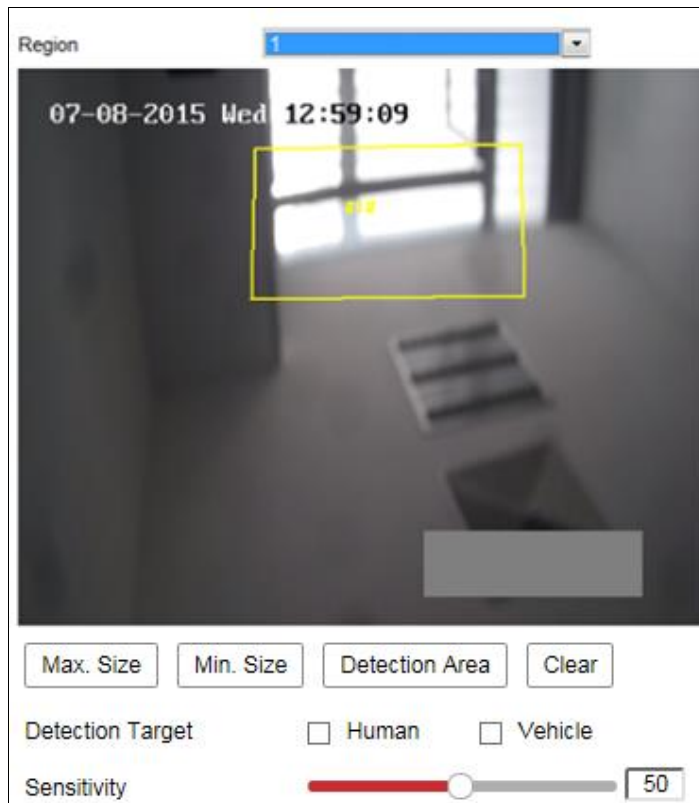 Region 1
07-08-2015 Wed 12:59:09
Max. Size Min. Size Detection Area Clear
Detection Target Human Vehicle
Sensitivity 50